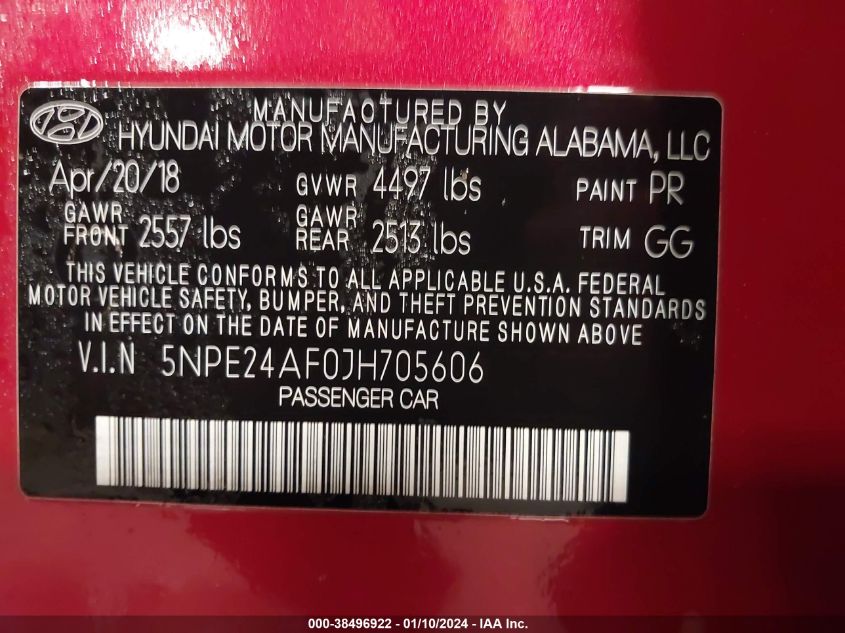 MANUFACTURED BY
HYUNDAI MOTOR MANUFACTURING ALABAMA, LLC
Apr/20/18 GVWR 4497 lbs PAINT PR
GAWR FRONT 2557 lbs GAWR REAR 2513 lbs TRIM GG
THIS VEHICLE CONFORMS TO ALL APPLICABLE U.S.A. FEDERAL
MOTOR VEHICLE SAFETY, BUMPER, AND THEFT PREVENTION STANDARDS
IN EFFECT ON THE DATE OF MANUFACTURE SHOWN ABOVE
V.I.N 5NPE24AF0JH705606
PASSENGER CAR
000-38496922 - 01/10/2024 - IAA Inc.